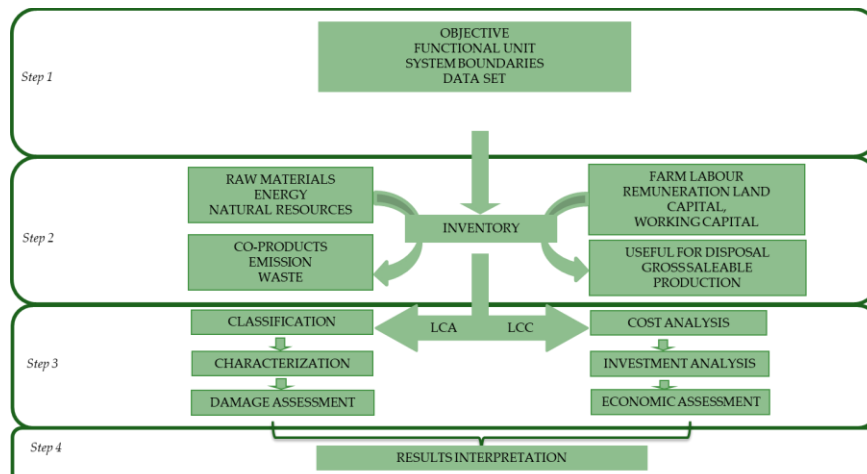 OBJECTIVE
FUNCTIONAL UNIT
SYSTEM BOUNDARIES
DATA SET
Step 1
RAW MATERIALS
ENERGY
NATURAL RESOURCES
FARM LABOUR
REMUNERATION LAND
CAPITAL,
WORKING CAPITAL
Step 2
INVENTORY
CO-PRODUCTS
EMISSION
WASTE
USEFUL FOR DISPOSAL
GROSS SALEABLE
PRODUCTION
CLASSIFICATION
LCA
LCC
COST ANALYSIS
Step 3
CHARACTERIZATION
INVESTMENT ANALYSIS
DAMAGE ASSESSMENT
ECONOMIC ASSESSMENT
Step 4
RESULTS INTERPRETATION